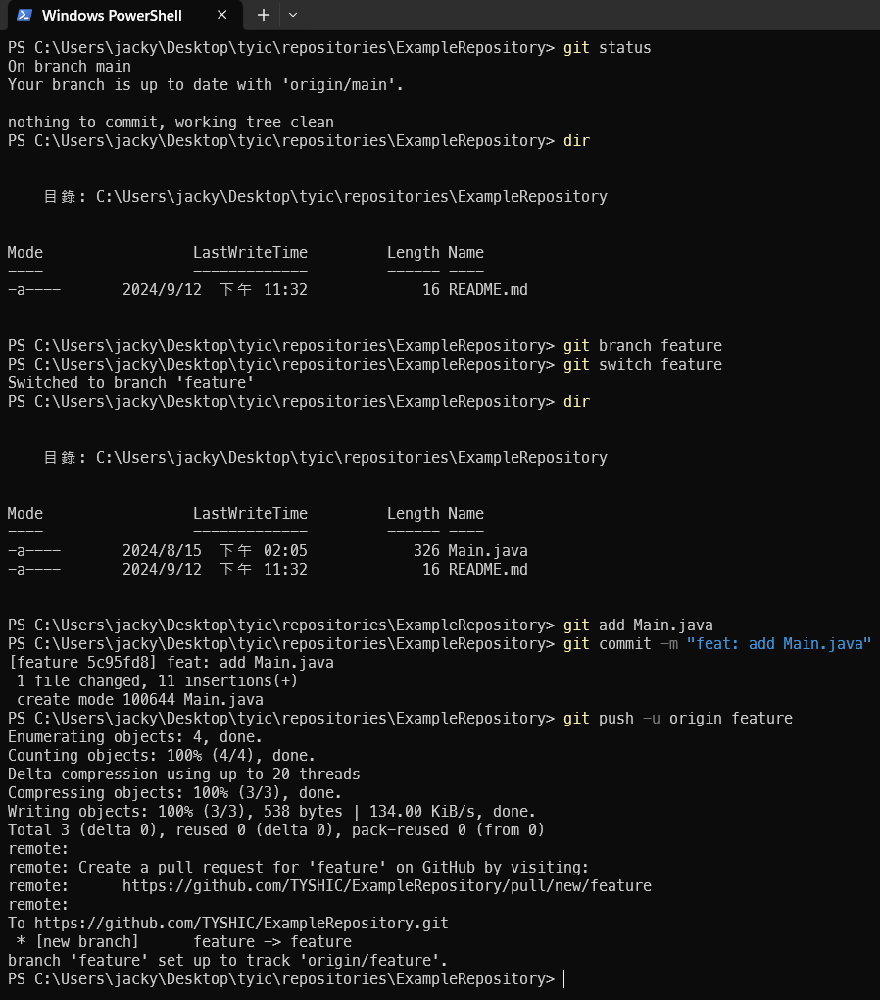 Windows PowerShell
PS C:\Users\jacky\Desktop\tyic\repositories\ExampleRepository> git status
On branch main
Your branch is up to date with 'origin/main'.
nothing to commit, working tree clean
PS C:\Users\jacky\Desktop\tyic\repositories\ExampleRepository> dir
目錄: C:\Users\jacky\Desktop\tyic\repositories\ExampleRepository
Mode                 LastWriteTime         Length Name
----                 -------------         ------ ----
-a----       2024/9/12  下午 11:32             16 README.md
PS C:\Users\jacky\Desktop\tyic\repositories\ExampleRepository> git branch feature
PS C:\Users\jacky\Desktop\tyic\repositories\ExampleRepository> git switch feature
Switched to branch 'feature'
PS C:\Users\jacky\Desktop\tyic\repositories\ExampleRepository> dir
目錄: C:\Users\jacky\Desktop\tyic\repositories\ExampleRepository
Mode                 LastWriteTime         Length Name
----                 -------------         ------ ----
-a----       2024/8/15  下午 02:05            326 Main.java
-a----       2024/9/12  下午 11:32             16 README.md
PS C:\Users\jacky\Desktop\tyic\repositories\ExampleRepository> git add Main.java
PS C:\Users\jacky\Desktop\tyic\repositories\ExampleRepository> git commit -m "feat: add Main.java"
[feature 5c95fd8] feat: add Main.java
 1 file changed, 11 insertions(+)
 create mode 100644 Main.java
PS C:\Users\jacky\Desktop\tyic\repositories\ExampleRepository> git push -u origin feature
Enumerating objects: 4, done.
Counting objects: 100% (4/4), done.
Delta compression using up to 20 threads
Compressing objects: 100% (3/3), done.
Writing objects: 100% (3/3), 538 bytes | 134.00 KiB/s, done.
Total 3 (delta 0), reused 0 (delta 0), pack-reused 0 (from 0)
remote:
remote: Create a pull request for 'feature' on GitHub by visiting:
remote:      https://github.com/TYSHIC/ExampleRepository/pull/new/feature
remote:
To https://github.com/TYSHIC/ExampleRepository.git
 * [new branch]      feature -> feature
branch 'feature' set up to track 'origin/feature'.
PS C:\Users\jacky\Desktop\tyic\repositories\ExampleRepository>